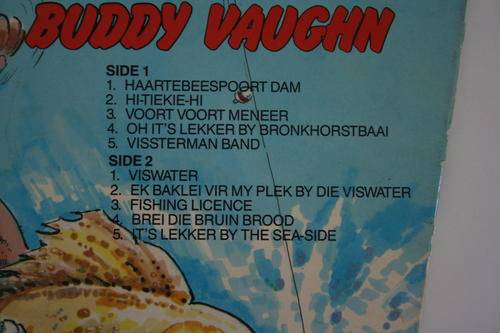 BUDDY VAUGHN
SIDE 1
1. HAARTEBEESPOORT DAM
2. HI-TIEKIE-HI
3. VOORT VOORT MENEER
4. OH IT'S LEKKER BY BRONKHORSTBAAI
5. VISSTERMAN BAND
SIDE 2
1. VISWATER
2. EK BAKLEI VIR MY PLEK BY DIE VISWATER
3. FISHING LICENCE
4. BREI DIE BRUIN BROOD
5. IT'S LEKKER BY THE SEA-SIDE